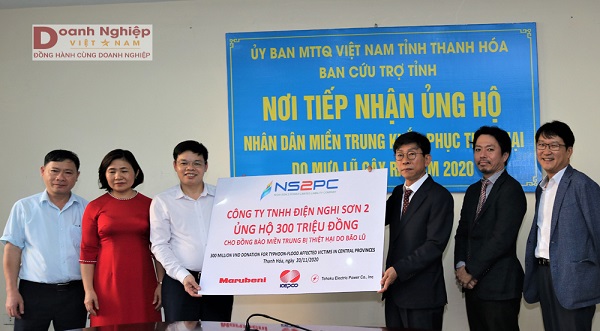 Doanh Nghiệp
VIỆT NAM
ĐỒNG HÀNH CÙNG DOANH NGHIỆP
ỦY BAN MTTQ VIỆT NAM TỈNH THANH HÓA
BAN CỨU TRỢ TỈNH
NƠI TIẾP NHẬN ỦNG HỘ
NHÂN DÂN MIỀN TRUNG PHỤC
DO MƯA LŨ 2020
NS2PC
CÔNG TY TNHH ĐIỆN NGHI SƠN 2
ỦNG HỘ 300 TRIỆU ĐỒNG
CHO ĐỒNG BÀO MIỀN TRUNG BỊ THIỆT HẠI DO BÃO LŨ
300 MILLION VND DONATION FOR TYPHOON-FLOOD AFFECTED VICTIMS IN CENTRAL PROVINCES
Thanh Hóa, ngày 20/11/2020
Marubeni
KEPCO
Tohoku Electric Power Co., Inc.